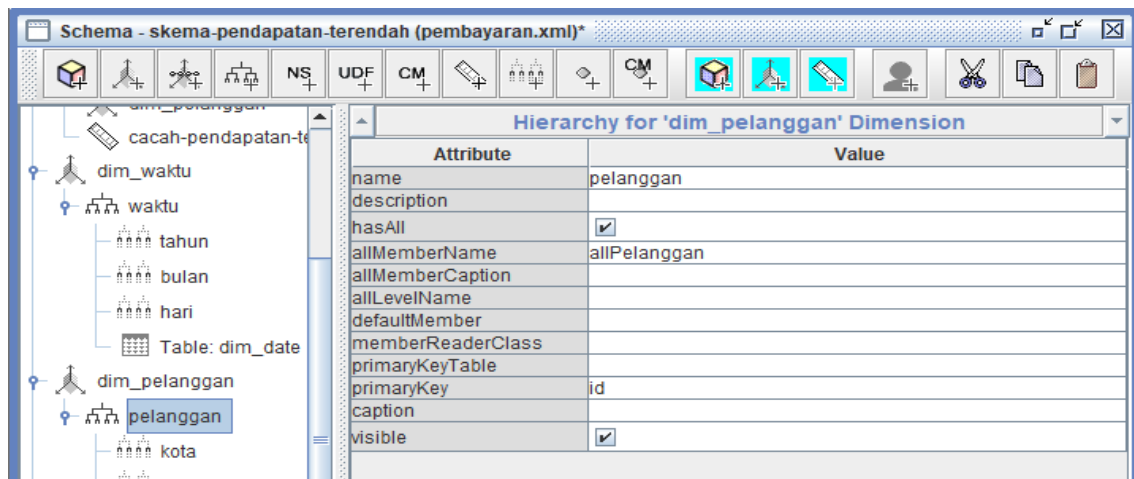 Schema - skema-pendapatan-terendah (pembayaran.xml)*
NS UDF CM CM
dim_pelanggan
cacah-pendapatan-te
dim_waktu
waktu
tahun
bulan
hari
Table: dim_date
dim_pelanggan
pelanggan
kota
Hierarchy for 'dim_pelanggan' Dimension
Attribute Value
name pelanggan
description
hasAll
allMemberName allPelanggan
allMemberCaption
allLevelName
defaultMember
memberReaderClass
primaryKeyTable
primaryKey id
caption
visible